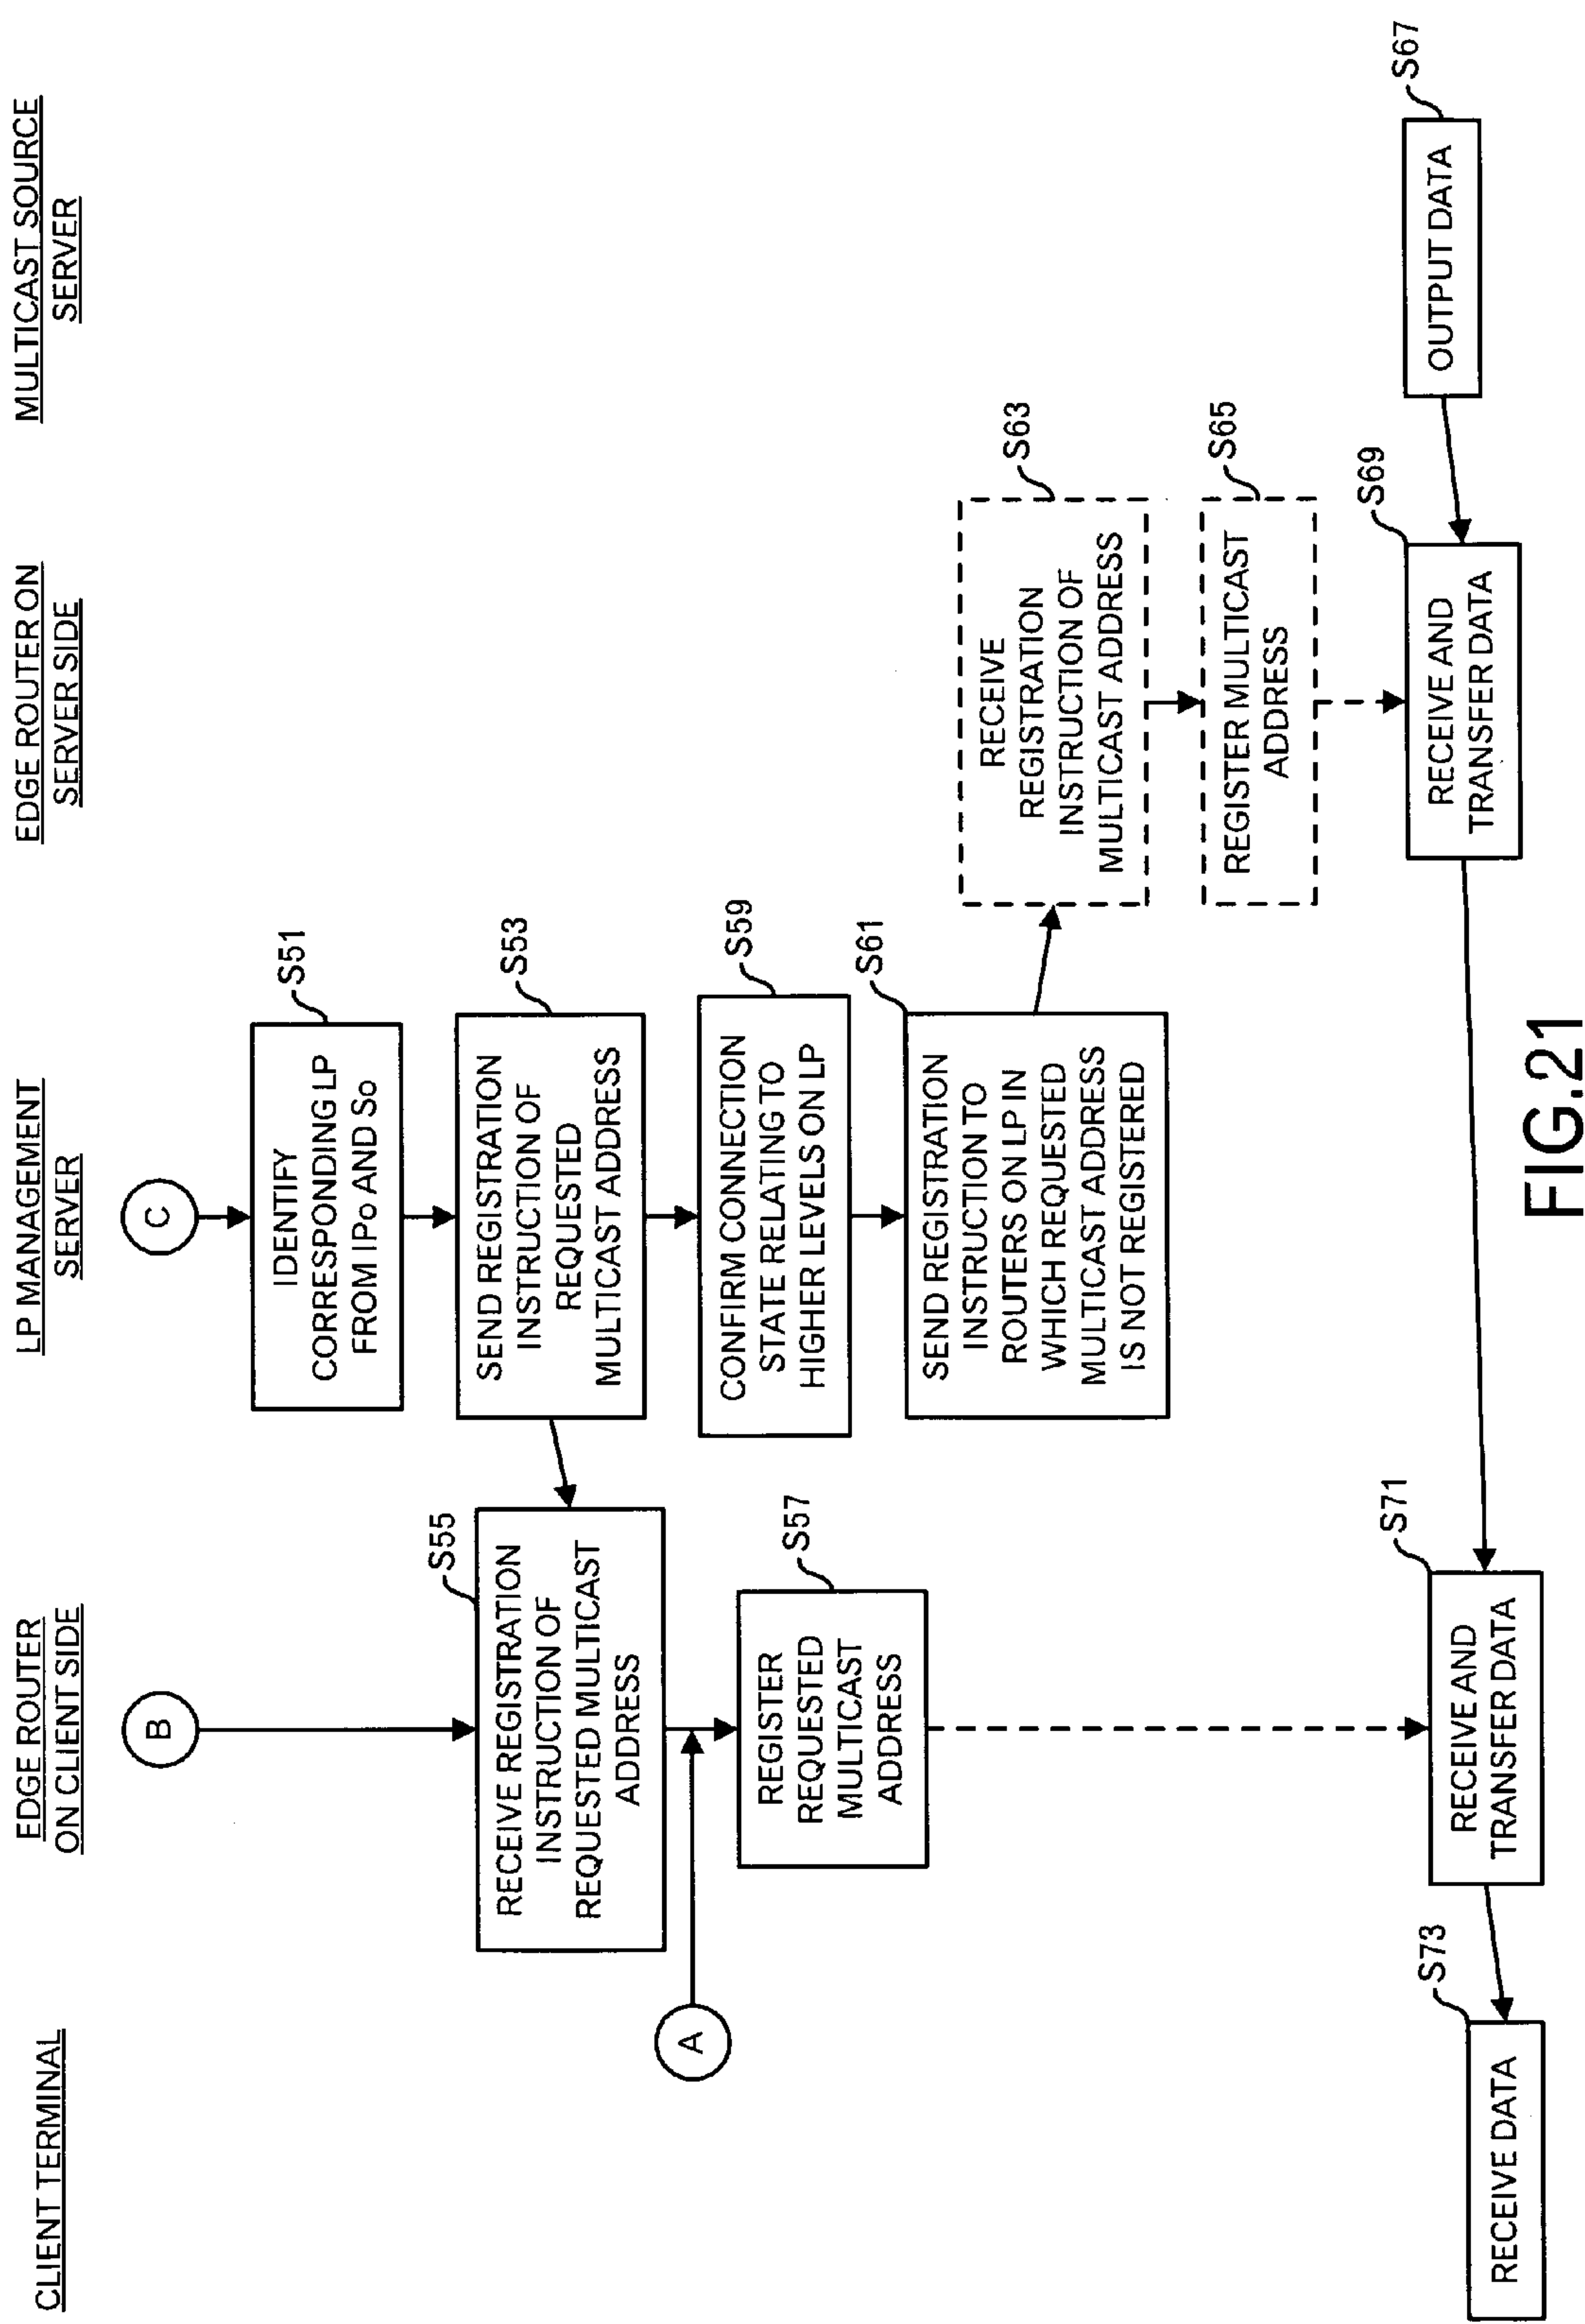 CLIENT TERMINAL
EDGE ROUTER
ON CLIENT SIDE
LP MANAGEMENT
SERVER
EDGE ROUTER ON
SERVER SIDE
MULTICAST SOURCE
SERVER
B
C
S51
IDENTIFY
CORRESPONDING LP
FROM IPo AND So
S53
SEND REGISTRATION
INSTRUCTION OF
REQUESTED
MULTICAST ADDRESS
S55
RECEIVE REGISTRATION
INSTRUCTION OF
REQUESTED MULTICAST
ADDRESS
A
S57
REGISTER
REQUESTED
MULTICAST
ADDRESS
S59
CONFIRM CONNECTION
STATE RELATING TO
HIGHER LEVELS ON LP
S61
SEND REGISTRATION
INSTRUCTION TO
ROUTERS ON LP IN
WHICH REQUESTED
MULTICAST ADDRESS
IS NOT REGISTERED
S63
RECEIVE
REGISTRATION
INSTRUCTION OF
MULTICAST ADDRESS
S65
REGISTER MULTICAST
ADDRESS
S67
OUTPUT DATA
S69
RECEIVE AND
TRANSFER DATA
S71
RECEIVE AND
TRANSFER DATA
S73
RECEIVE DATA
FIG.21